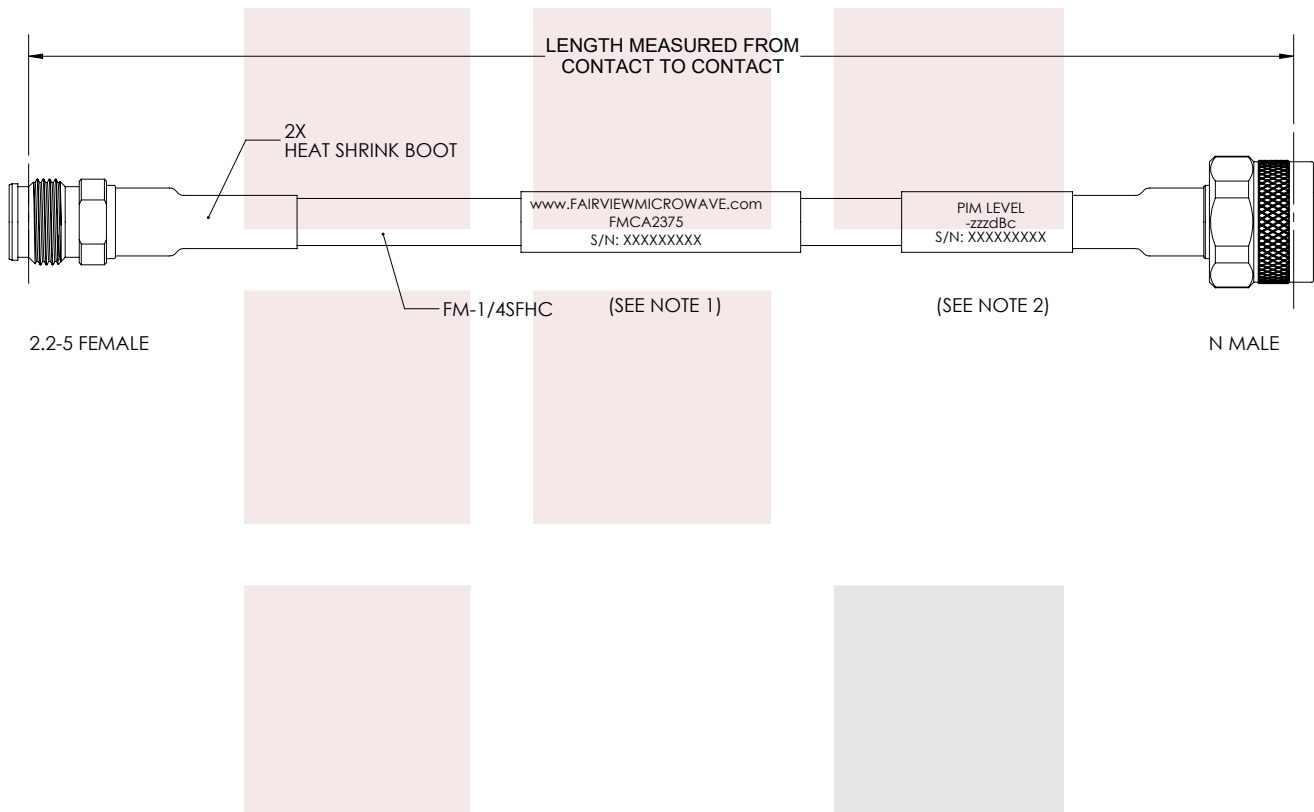 LENGTH MEASURED FROM
CONTACT TO CONTACT
2X
HEAT SHRINK BOOT
www.FAIRVIEWMICROWAVE.com
FMCA2375
S/N: XXXXXXXXX
PIM LEVEL
-zzzdBc
S/N: XXXXXXXXX
FM-1/4SFHC
(SEE NOTE 1)
(SEE NOTE 2)
2.2-5 FEMALE
N MALE